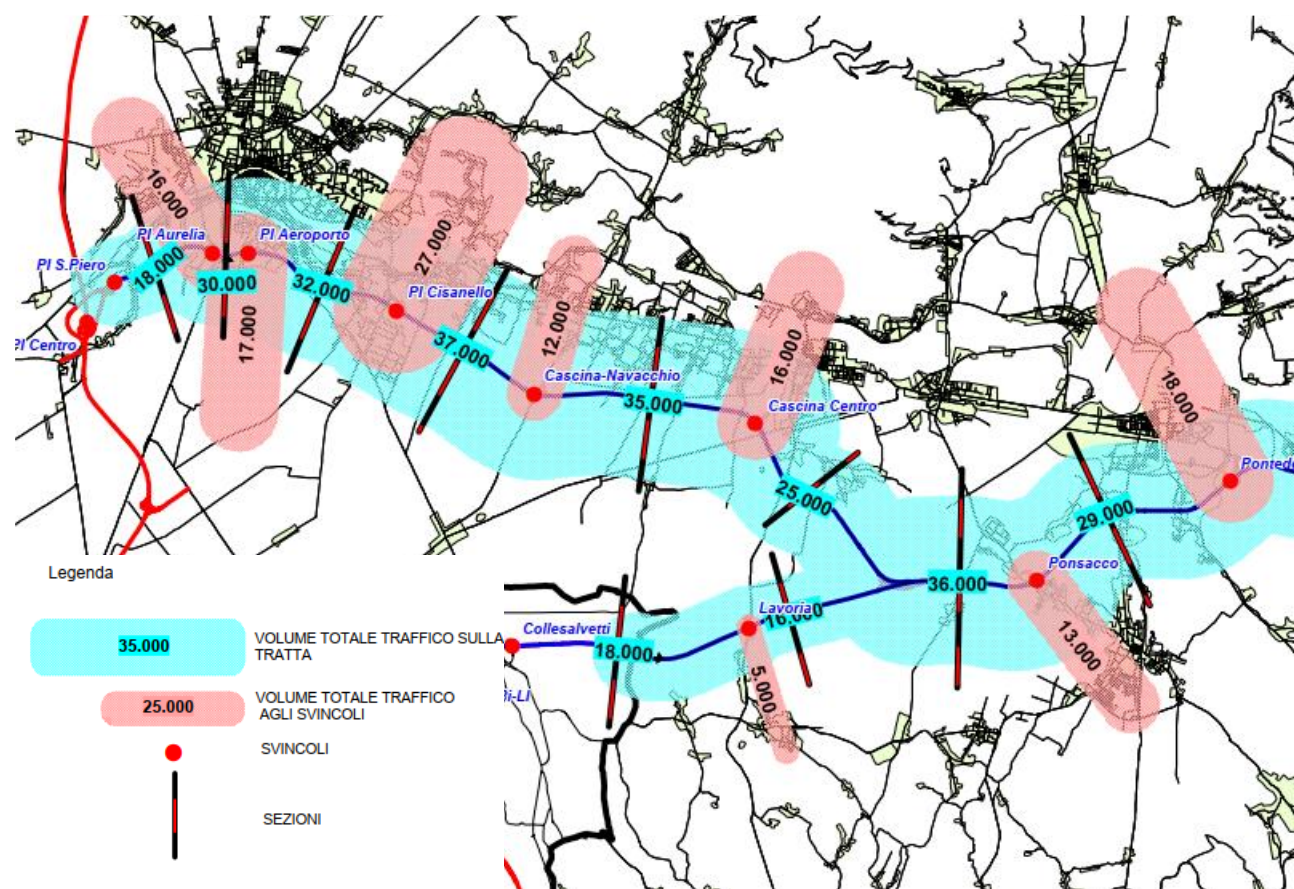 16.000
27.000
PI Aurelia
PI Aeroporto
PI S.Piero
18.000
30.000
32.000
PI Cisanello
17.000
PI Centro
37.000
12.000
16.000
Cascina-Navacchio
35.000
Cascina Centro
18.000
25.000
29.000
Ponted
36.000
Ponsacco
Lavoria
16.000
13.000
Collesalvetti
18.000
5.000
Bi-LI
Legenda
35.000
VOLUME TOTALE TRAFFICO SULLA
TRATTA
25.000
VOLUME TOTALE TRAFFICO
AGLI SVINCOLI
SVINCOLI
SEZIONI